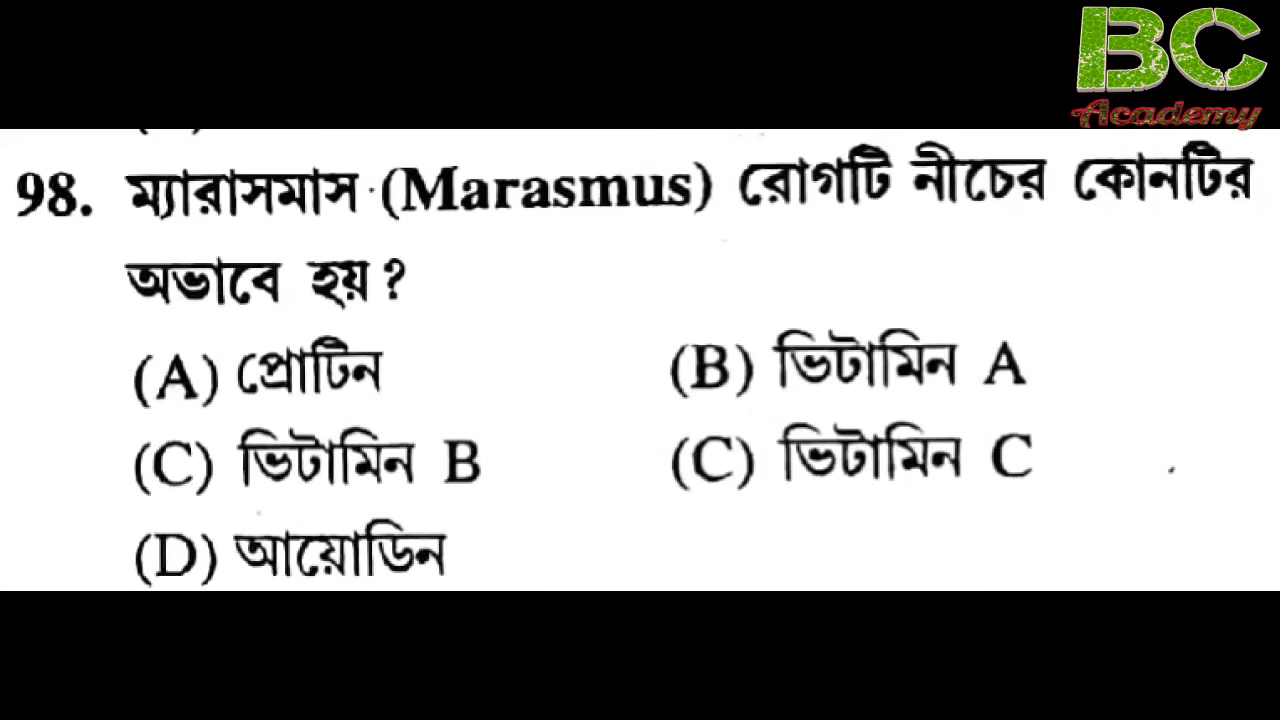 BC
Academy
98. ম্যারাসমাস (Marasmus) রোগটি নীচের কোনটির
অভাবে হয় ?
(A) প্রোটিন (B) ভিটামিন A
(C) ভিটামিন B (C) ভিটামিন C
(D) আয়োডিন